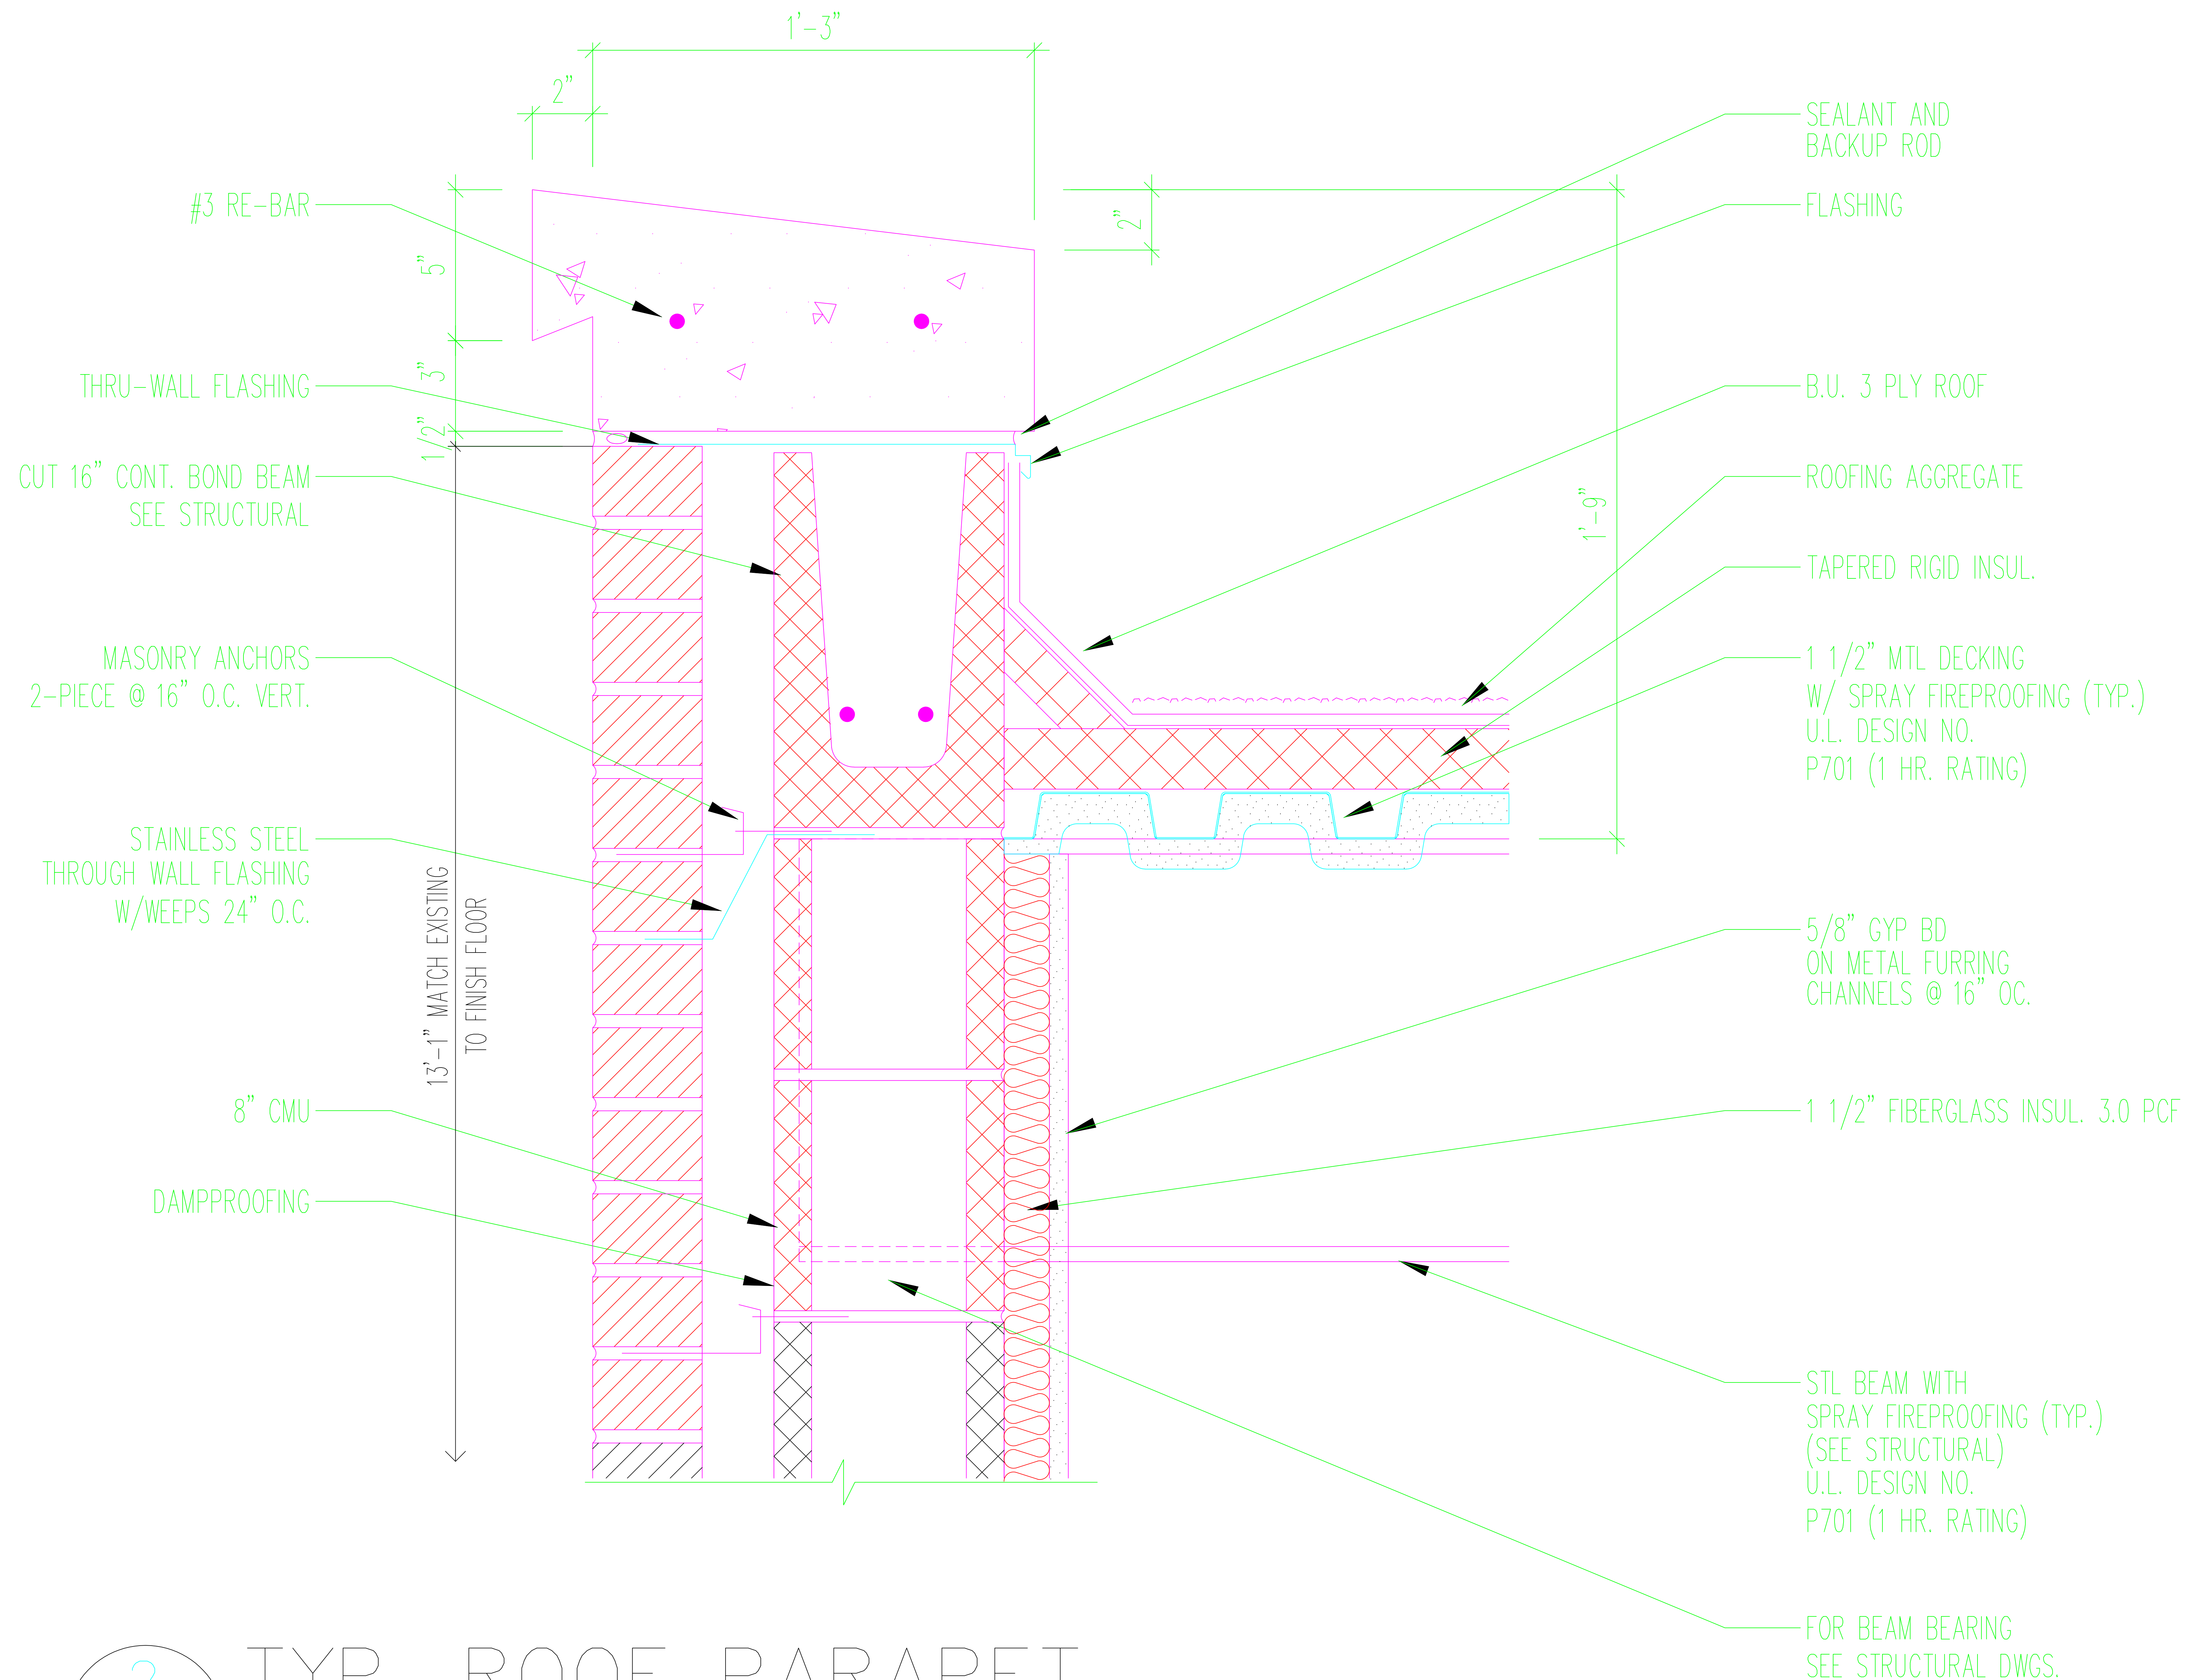 1'-3"
2"
#3 RE-BAR
5"
3"
1/2"
THRU-WALL FLASHING
CUT 16" CONT. BOND BEAM
SEE STRUCTURAL
MASONRY ANCHORS
2-PIECE @ 16" O.C. VERT.
STAINLESS STEEL
THROUGH WALL FLASHING
W/WEEPS 24" O.C.
13'-1" MATCH EXISTING
TO FINISH FLOOR
8" CMU
DAMPPROOFING
2"
1'-9"
SEALANT AND
BACKUP ROD
FLASHING
B.U. 3 PLY ROOF
ROOFING AGGREGATE
TAPERED RIGID INSUL.
1 1/2" MTL DECKING
W/ SPRAY FIREPROOFING (TYP.)
U.L. DESIGN NO.
P701 (1 HR. RATING)
5/8" GYP BD
ON METAL FURRING
CHANNELS @ 16" OC.
1 1/2" FIBERGLASS INSUL. 3.0 PCF
STL BEAM WITH
SPRAY FIREPROOFING (TYP.)
(SEE STRUCTURAL)
U.L. DESIGN NO.
P701 (1 HR. RATING)
FOR BEAM BEARING
SEE STRUCTURAL DWGS.
TYP. ROOF PARAPET